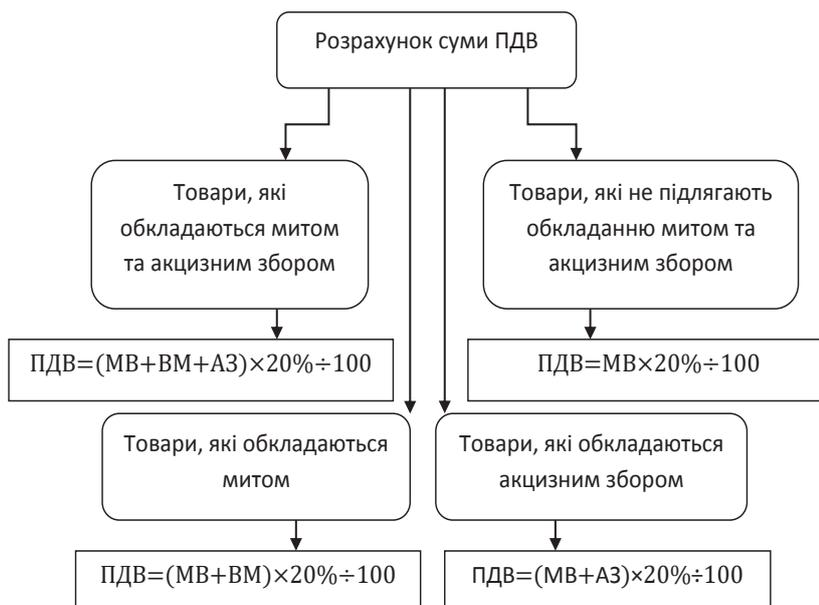 Розрахунок суми ПДВ
Товари, які
обкладаються митом
та акцизним збором
Товари, які не підлягають
обкладанню митом та
акцизним збором
ПДВ=(МВ+ВМ+АЗ)×20%÷100
ПДВ=МВ×20%÷100
Товари, які обкладаються
митом
Товари, які обкладаються
акцизним збором
ПДВ=(МВ+ВМ)×20%÷100
ПДВ=(МВ+АЗ)×20%÷100